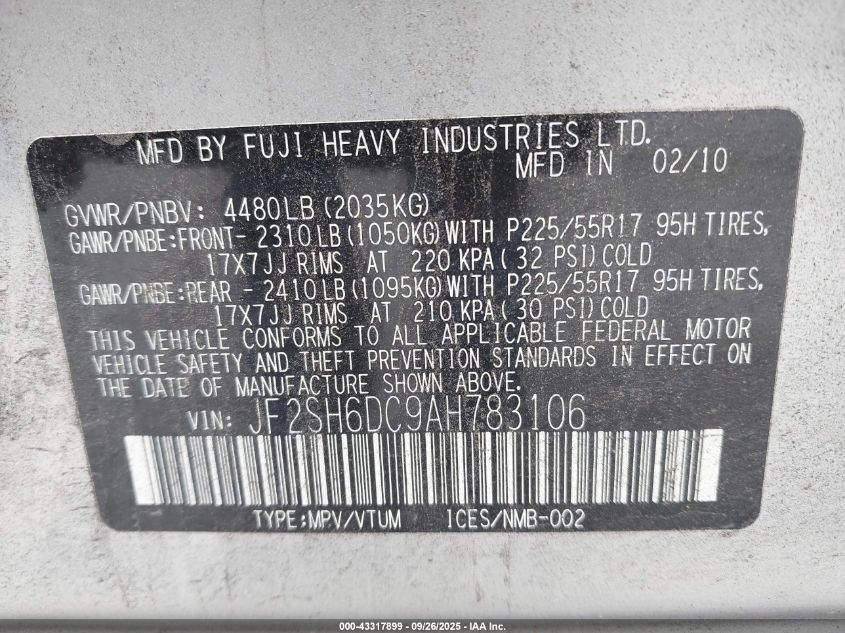 MFD BY FUJI HEAVY INDUSTRIES LTD.
MFD IN 02/10
GVWR/PNBV: 4480LB(2035KG)
GAWR/PNBE:FRONT- 2310LB(1050KG)WITH P225/55R17 95H TIRES,
17X7JJ RIMS AT 220 KPA( 32 PSI)COLD
GAWR/PNBE:REAR - 2410LB(1095KG)WITH P225/55R17 95H TIRES,
17X7JJ RIMS AT 210 KPA( 30 PSI)COLD
THIS VEHICLE CONFORMS TO ALL APPLICABLE FEDERAL MOTOR
VEHICLE SAFETY AND THEFT PREVENTION STANDARDS IN EFFECT ON
THE DATE OF MANUFACTURE SHOWN ABOVE.
VIN: JF2SH6DC9AH783106
TYPE:MPV/VTUM ICES/NMB-002
000-43317899 - 09/26/2025 - IAA Inc.